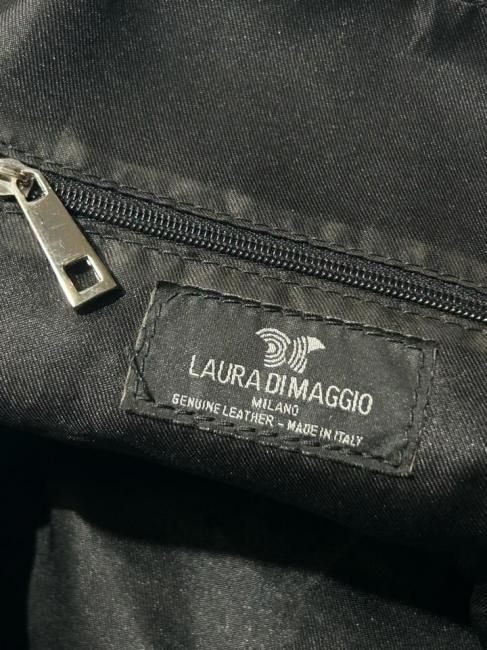 LAURA DI MAGGIO
MILANO
GENUINE LEATHER - MADE IN ITALY